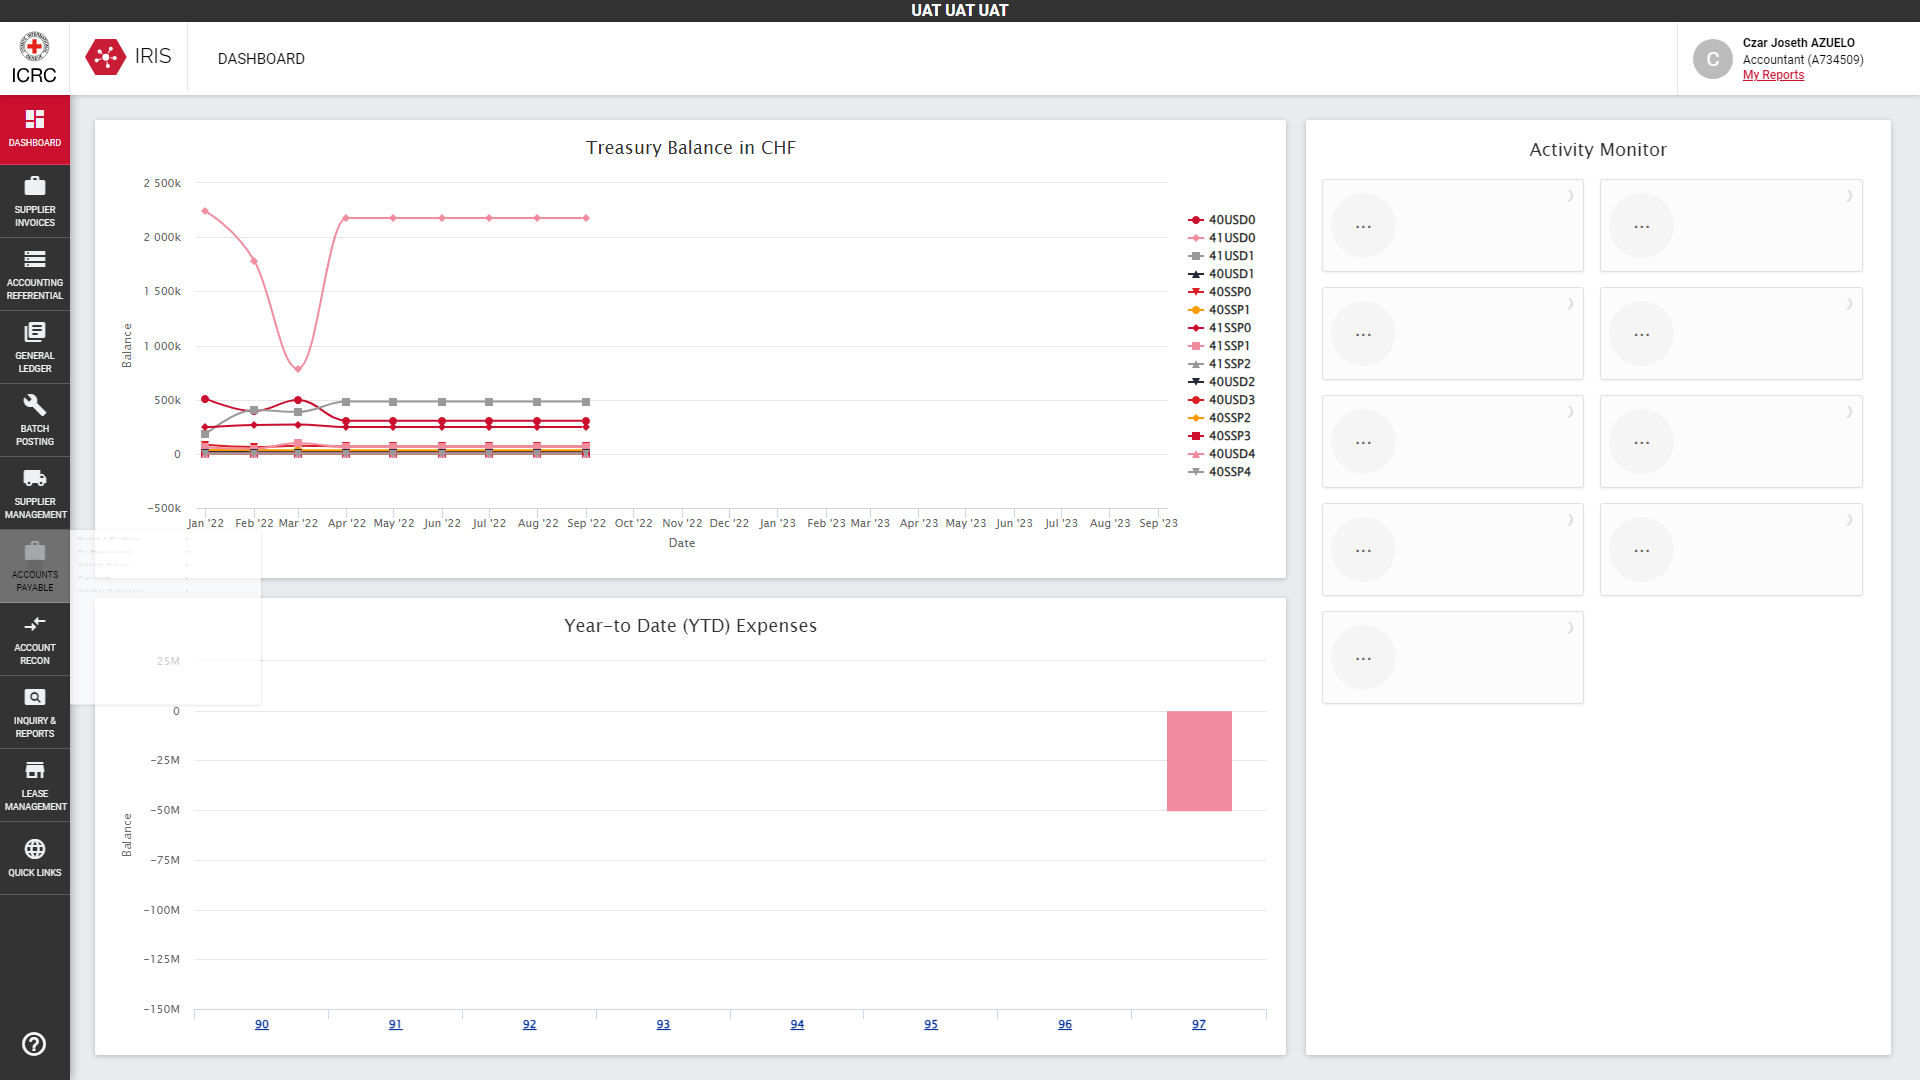 UAT UAT UAT
ICRC
IRIS
DASHBOARD
C
Czar Joseth AZUELO
Accountant (A734509)
My Reports
DASHBOARD
SUPPLIER
INVOICES
ACCOUNTING
REFERENTIAL
GENERAL
LEDGER
BATCH
POSTING
SUPPLIER
MANAGEMENT
ACCOUNTS
PAYABLE
ACCOUNT
RECON
INQUIRY &
REPORTS
LEASE
MANAGEMENT
QUICK LINKS
Treasury Balance in CHF
2 500k
2 000k
1 500k
1 000k
500k
0
-500k
Balance
Jan '22 Feb '22 Mar '22 Apr '22 May '22 Jun '22 Jul '22 Aug '22 Sep '22 Oct '22 Nov '22 Dec '22 Jan '23 Feb '23 Mar '23 Apr '23 May '23 Jun '23 Jul '23 Aug '23 Sep '23
Date
40USD0
41USD0
41USD1
40USD1
40SSP0
40SSP1
41SSP0
41SSP1
41SSP2
40USD2
40USD3
40SSP2
40SSP3
40USD4
40SSP4
Year-to Date (YTD) Expenses
25M
0
-25M
-50M
-75M
-100M
-125M
-150M
Balance
90 91 92 93 94 95 96 97
Activity Monitor
... ...
... ...
... ...
... ...
...